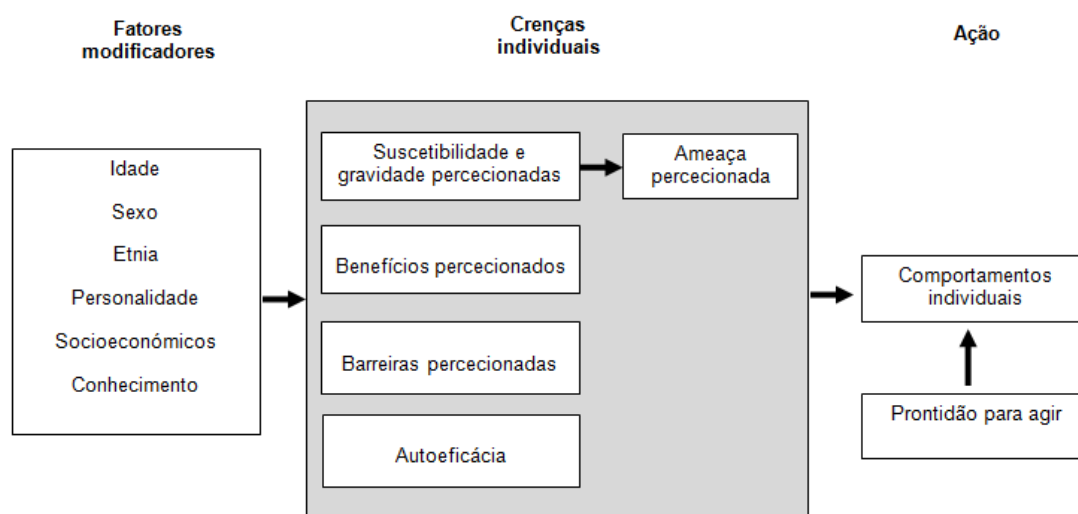 Fatores
modificadores
Crenças
individuais
Ação
Idade
Sexo
Etnia
Personalidade
Socioeconómicos
Conhecimento
Suscetibilidade e
gravidade percecionadas
Ameaça
percecionada
Benefícios percecionados
Barreiras percecionadas
Autoeficácia
Comportamentos
individuais
Prontidão para agir